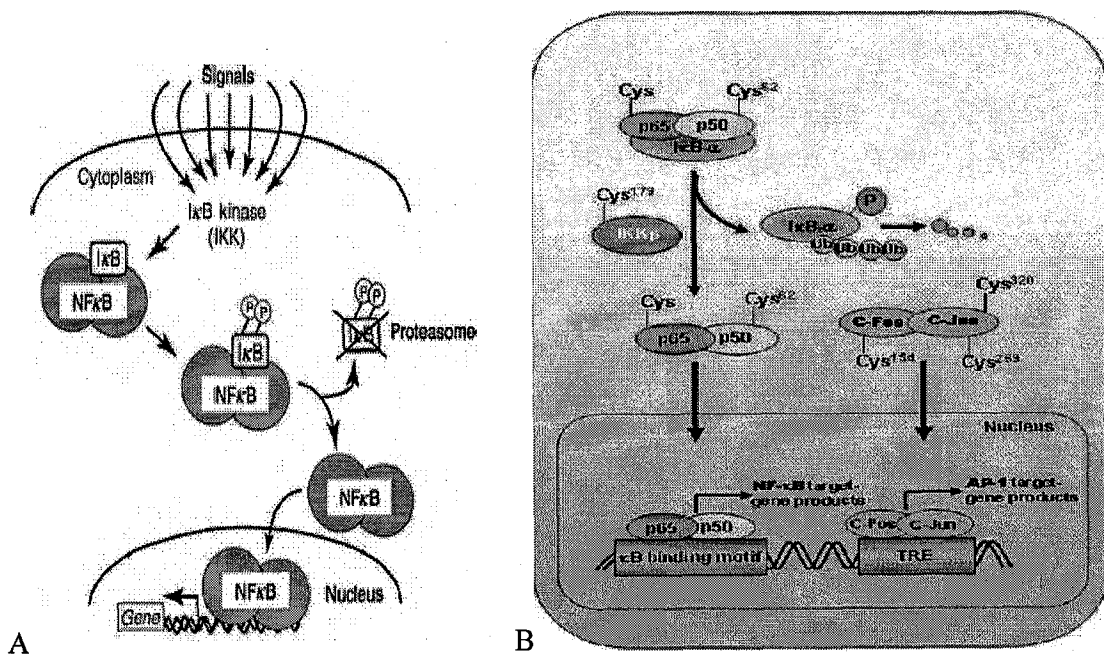 Signals
Cytoplasm
IκB kinase
(IKK)
IκB
NFκB
P P
IκB
NFκB
P P
IκB
Proteasome
NFκB
NFκB
Nucleus
Gene
A
Cys
Cys⁶²
p65
p50
IκB-α
Cys¹⁷⁹
IKKβ
P
IκB-α
Ub Ub Ub Ub
Cys
Cys⁶²
p65
p50
Cys³²⁰
C-Fos
Cys¹⁵⁴
Cys²⁶⁹
Nucleus
NF-κB target-
gene products
AP-1 target-
gene products
p65
p50
C-Fos
C-Jun
κB binding motif
TRE
B